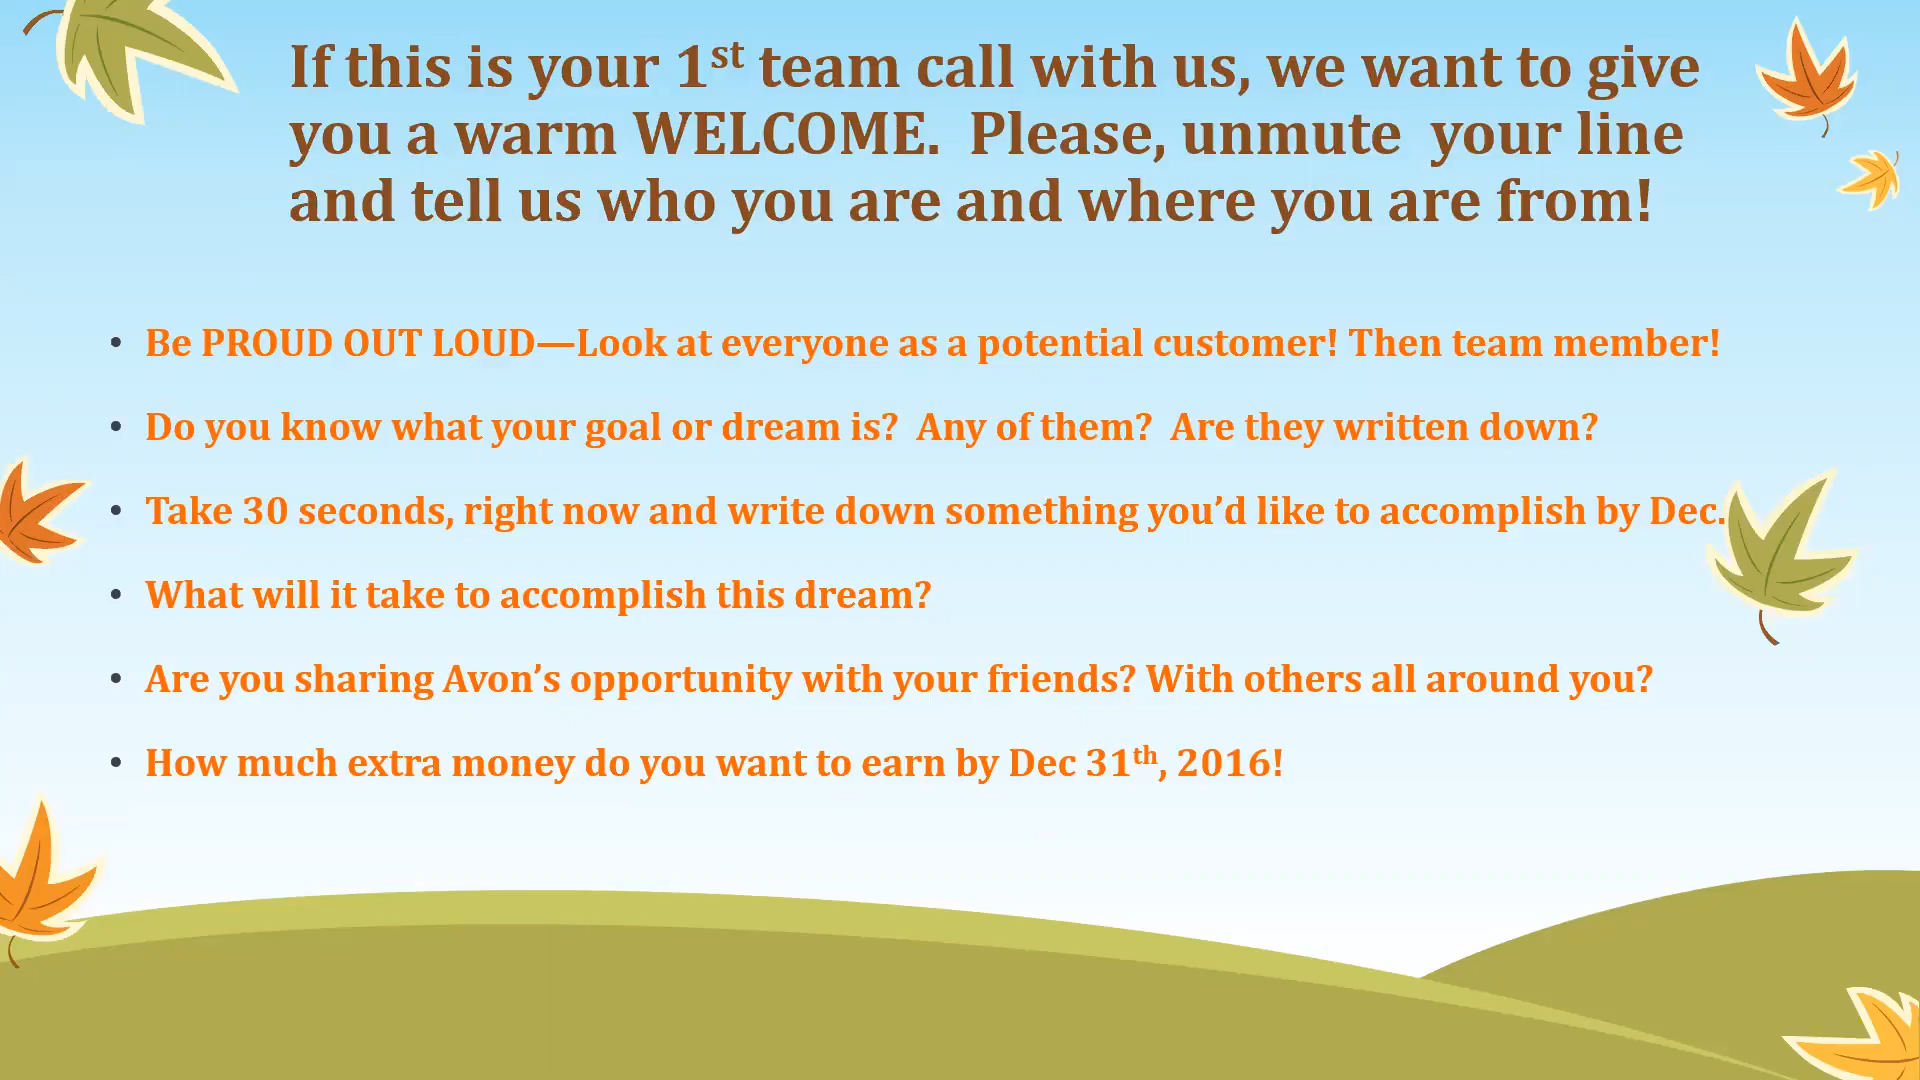 If this is your 1st team call with us, we want to give
you a warm WELCOME.  Please, unmute  your line
and tell us who you are and where you are from!
• Be PROUD OUT LOUD—Look at everyone as a potential customer! Then team member!
• Do you know what your goal or dream is?  Any of them?  Are they written down?
• Take 30 seconds, right now and write down something you’d like to accomplish by Dec.
• What will it take to accomplish this dream?
• Are you sharing Avon’s opportunity with your friends? With others all around you?
• How much extra money do you want to earn by Dec 31th, 2016!